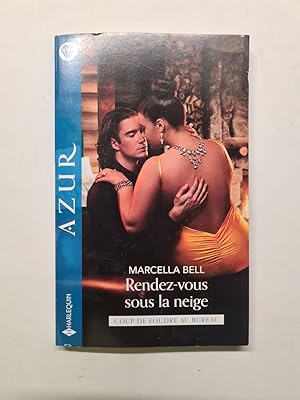 AZUR
HARLEQUIN
MARCELLA BELL
Rendez-vous
sous la neige
COUP DE FOUDRE AU BUREAU